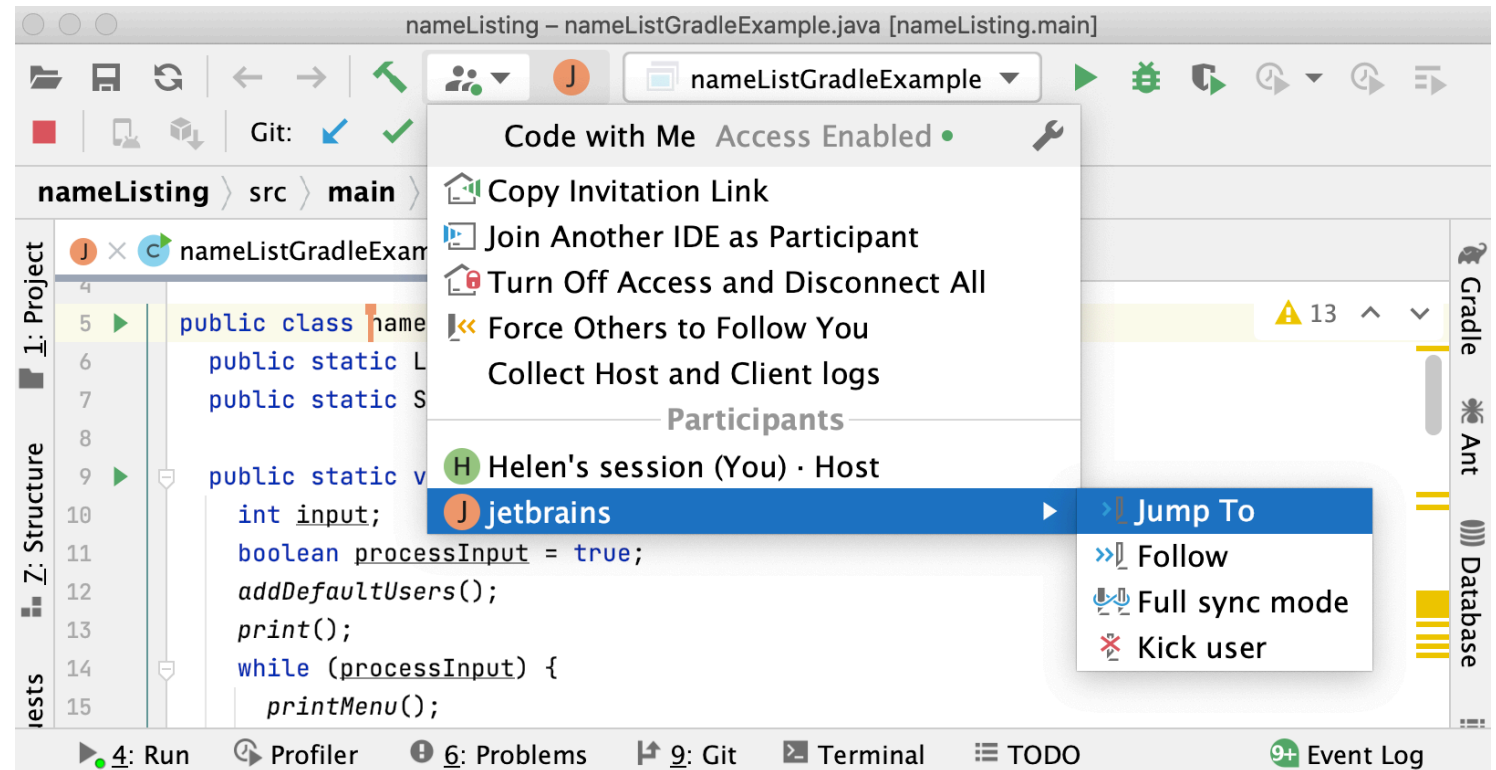 nameListing – nameListGradleExample.java [nameListing.main]
J nameListGradleExample
Git:
Code with Me Access Enabled
nameListing src main
Copy Invitation Link
Join Another IDE as Participant
Turn Off Access and Disconnect All
Force Others to Follow You
Collect Host and Client logs
Participants
H Helen's session (You) · Host
J jetbrains
Jump To
Follow
Full sync mode
Kick user
J C nameListGradleExam
4
5 public class name
13
6 public static L
7 public static S
8
9 public static v
10 int input;
11 boolean processInput = true;
12 addDefaultUsers();
13 print();
14 while (processInput) {
15 printMenu();
1: Project
Z: Structure
uests
Gradle
Ant
Database
4: Run Profiler 6: Problems 9: Git Terminal TODO 9+ Event Log